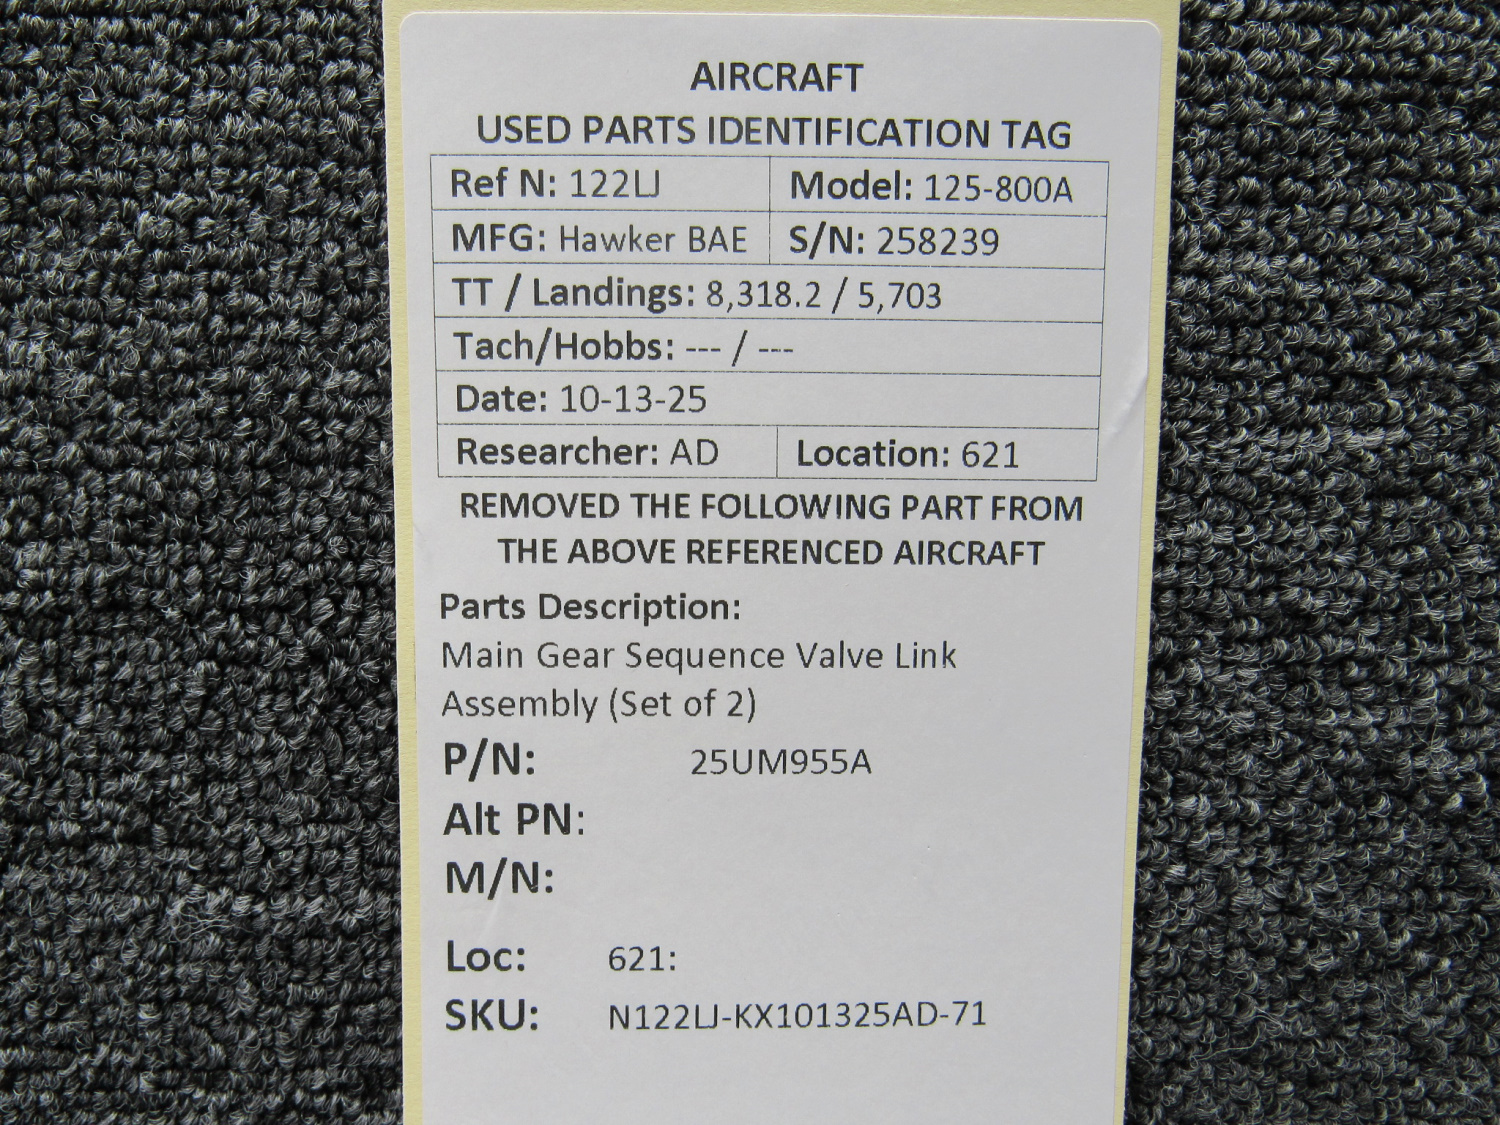 AIRCRAFT
USED PARTS IDENTIFICATION TAG
Ref N: 122LJ Model: 125-800A
MFG: Hawker BAE S/N: 258239
TT / Landings: 8,318.2 / 5,703
Tach/Hobbs: --- / ---
Date: 10-13-25
Researcher: AD Location: 621
REMOVED THE FOLLOWING PART FROM
THE ABOVE REFERENCED AIRCRAFT
Parts Description:
Main Gear Sequence Valve Link
Assembly (Set of 2)
P/N: 25UM955A
Alt PN:
M/N:
Loc: 621:
SKU: N122LJ-KX101325AD-71